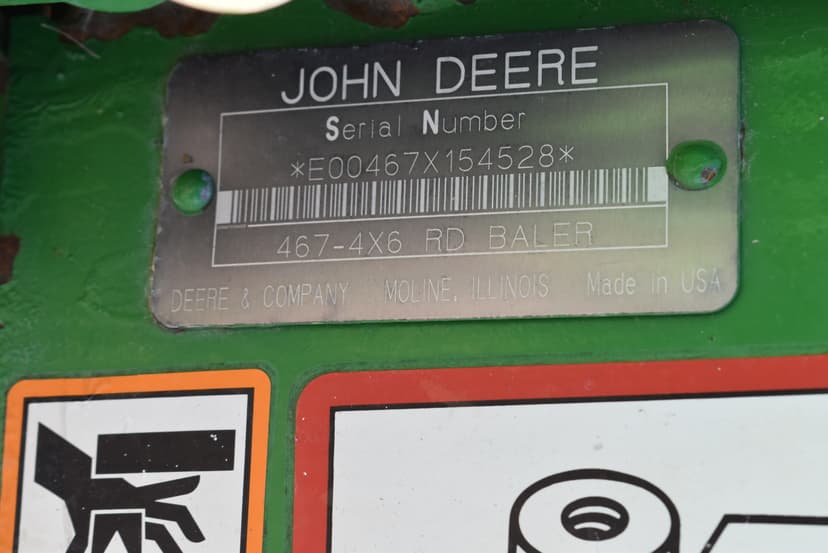 JOHN DEERE
Serial Number
*E00467X154528*
467-4X6 RD BALER
DEERE & COMPANY MOLINE, ILLINOIS Made in USA